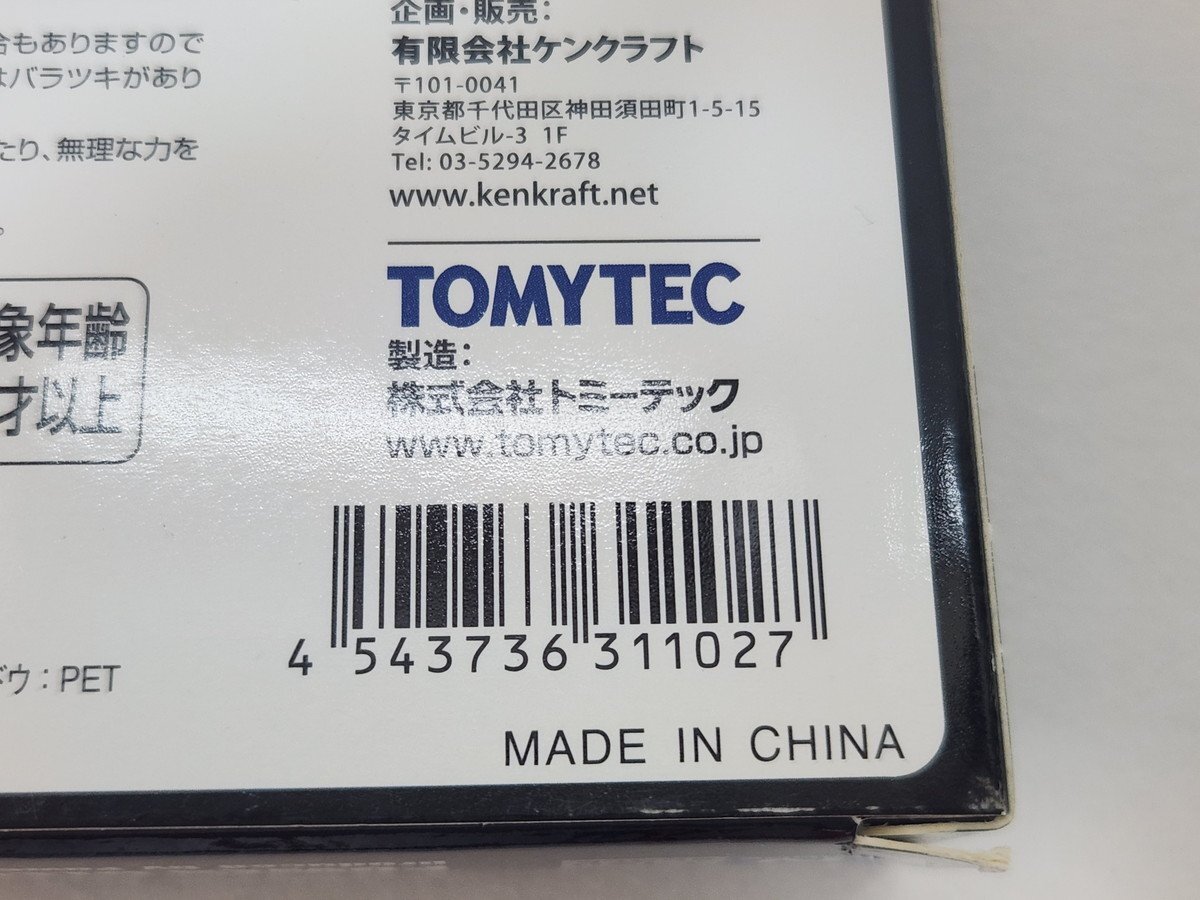 合もありますので
はバラツキがあり
たり、無理な力を
。
象年齢
才以上
ドウ：PET
企画・販売：
有限会社ケンクラフト
〒101-0041
東京都千代田区神田須田町1-5-15
タイムビル-3 1F
Tel: 03-5294-2678
www.kenkraft.net
TOMYTEC
製造：
株式会社トミーテック
www.tomytec.co.jp
4 543736 311027
MADE IN CHINA